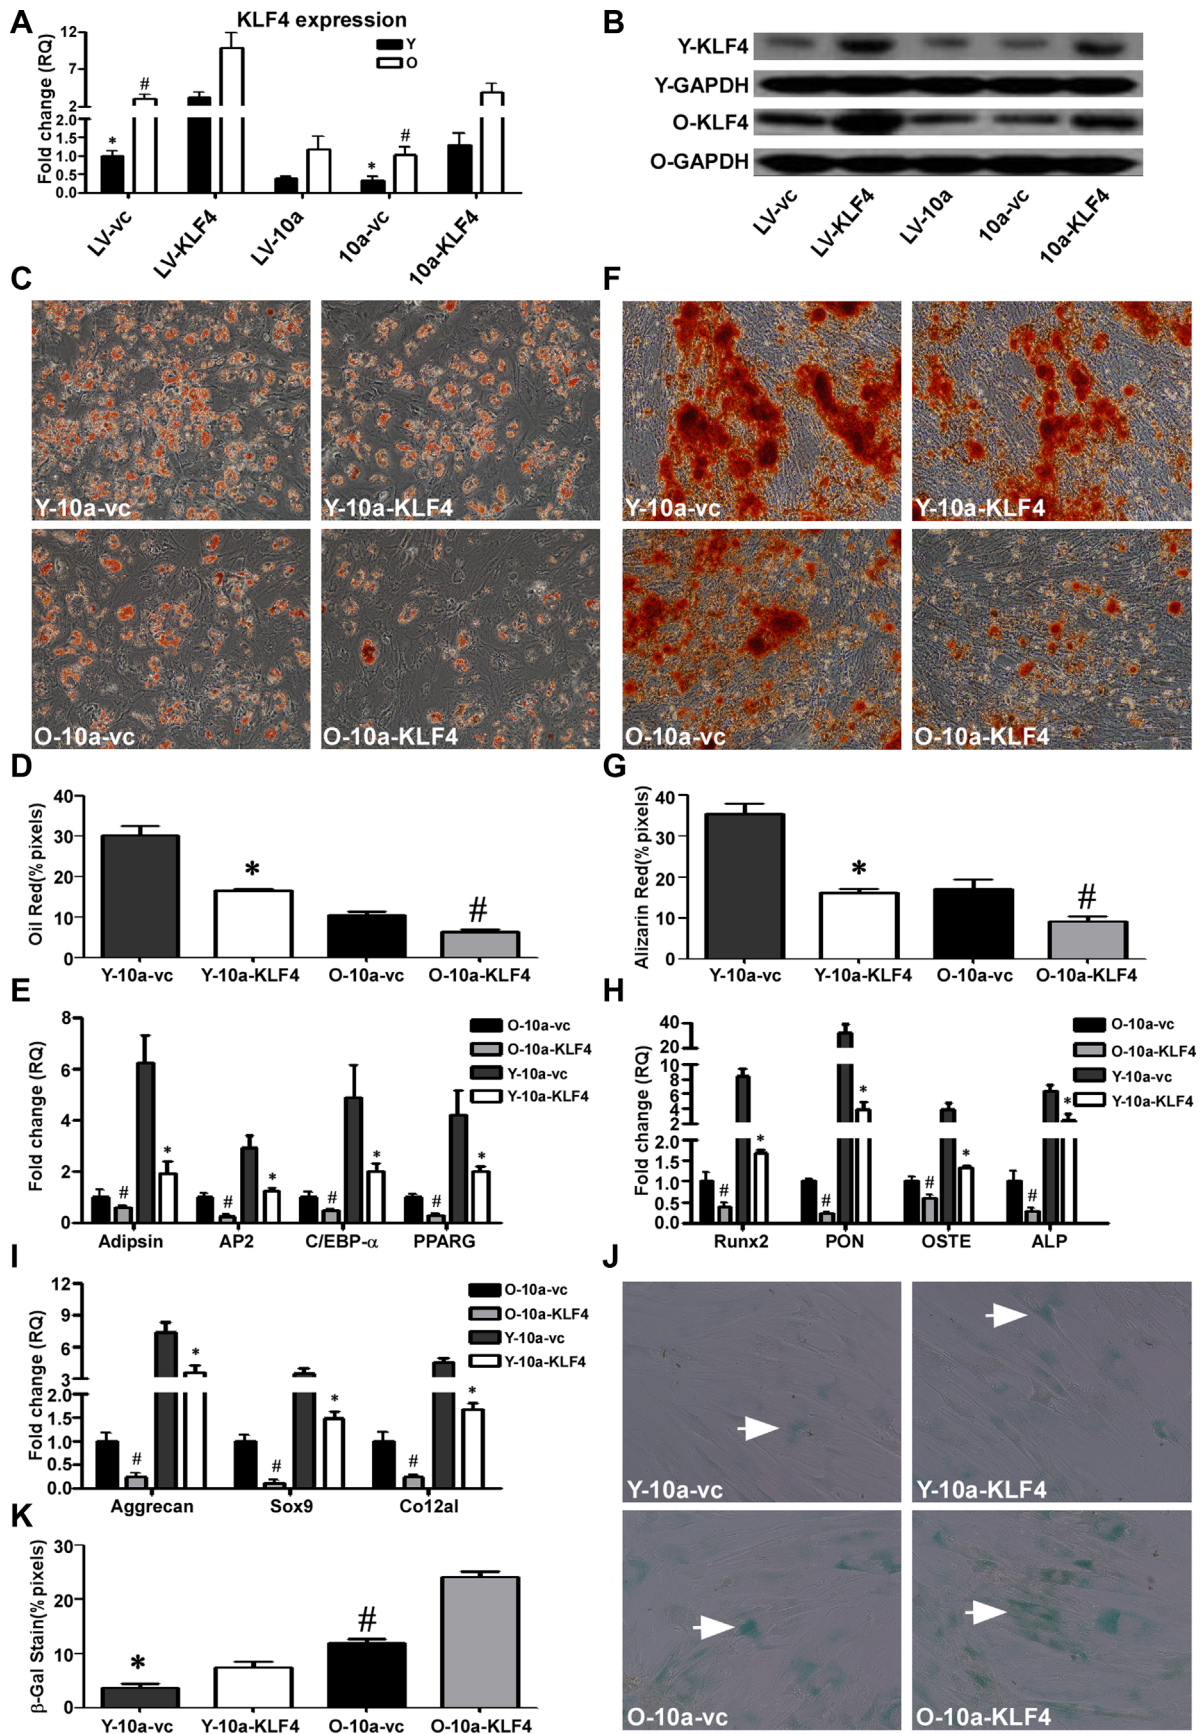 A
KLF4 expression
Fold change (RQ)
12
7
2
2.0
1.5
1.0
0.5
0.0
Y
O
*
#
*
#
LV-vc
LV-KLF4
LV-10a
10a-vc
10a-KLF4
B
Y-KLF4
Y-GAPDH
O-KLF4
O-GAPDH
LV-vc
LV-KLF4
LV-10a
10a-vc
10a-KLF4
C
Y-10a-vc
Y-10a-KLF4
O-10a-vc
O-10a-KLF4
F
Y-10a-vc
Y-10a-KLF4
O-10a-vc
O-10a-KLF4
D
Oil Red(% pixels)
40
30
20
10
0
*
#
Y-10a-vc
Y-10a-KLF4
O-10a-vc
O-10a-KLF4
G
Alizarin Red(% pixels)
40
30
20
10
0
*
#
Y-10a-vc
Y-10a-KLF4
O-10a-vc
O-10a-KLF4
E
Fold change (RQ)
8
6
4
2
0
O-10a-vc
O-10a-KLF4
Y-10a-vc
Y-10a-KLF4
#
*
#
*
#
*
#
*
Adipsin
AP2
C/EBP-α
PPARG
H
Fold change (RQ)
40
20
10
8
6
4
2
2.0
1.5
1.0
0.5
0.0
O-10a-vc
O-10a-KLF4
Y-10a-vc
Y-10a-KLF4
#
*
#
*
#
*
#
*
Runx2
PON
OSTE
ALP
I
Fold change (RQ)
12
9
6
3
2.0
1.5
1.0
0.5
0.0
O-10a-vc
O-10a-KLF4
Y-10a-vc
Y-10a-KLF4
#
*
#
*
#
*
Aggrecan
Sox9
Co12al
J
Y-10a-vc
Y-10a-KLF4
O-10a-vc
O-10a-KLF4
K
β-Gal Stain(% pixels)
30
20
10
0
*
#
Y-10a-vc
Y-10a-KLF4
O-10a-vc
O-10a-KLF4